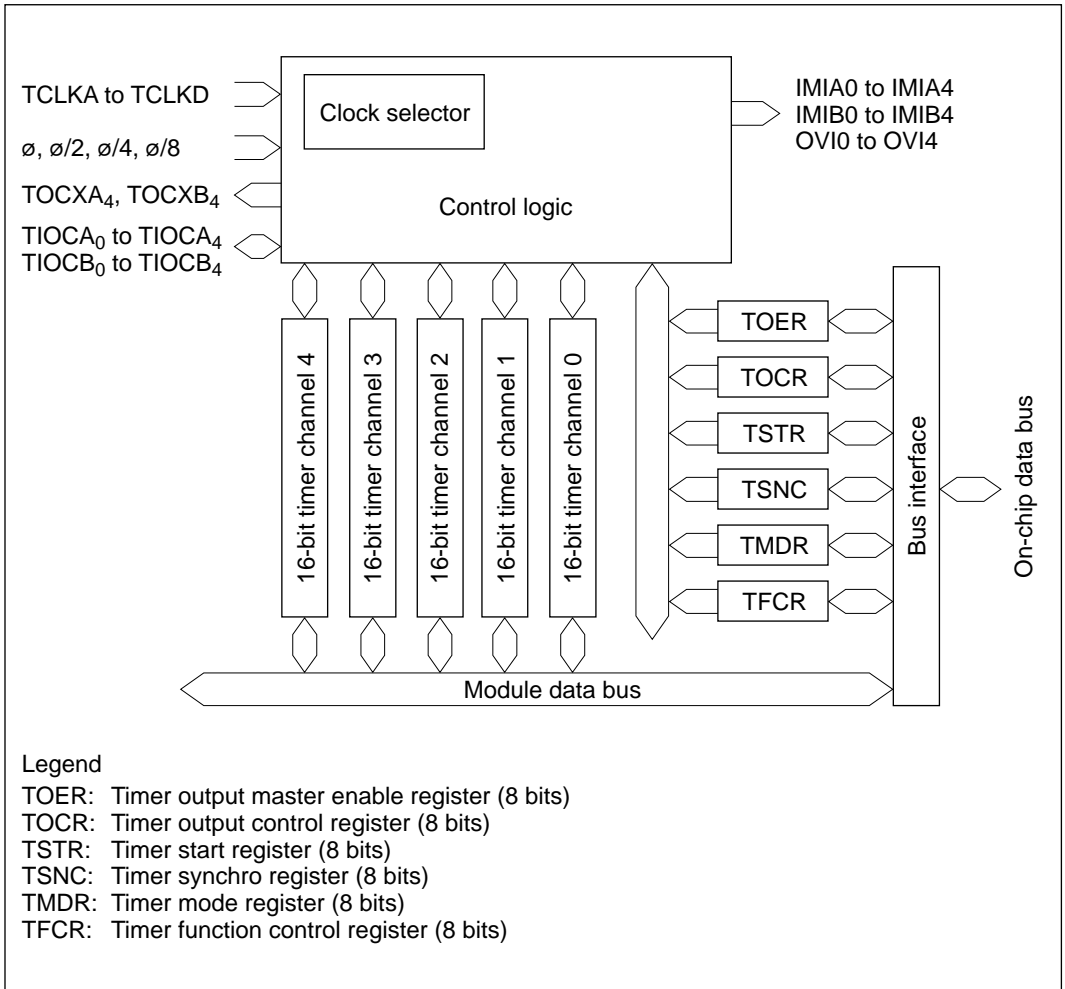 TCLKA to TCLKD
ø, ø/2, ø/4, ø/8
TOCXA4, TOCXB4
TIOCA0 to TIOCA4
TIOCB0 to TIOCB4
Clock selector
Control logic
IMIA0 to IMIA4
IMIB0 to IMIB4
OVI0 to OVI4
16-bit timer channel 4
16-bit timer channel 3
16-bit timer channel 2
16-bit timer channel 1
16-bit timer channel 0
TOER
TOCR
TSTR
TSNC
TMDR
TFCR
Bus interface
On-chip data bus
Module data bus
Legend
TOER: Timer output master enable register (8 bits)
TOCR: Timer output control register (8 bits)
TSTR: Timer start register (8 bits)
TSNC: Timer synchro register (8 bits)
TMDR: Timer mode register (8 bits)
TFCR: Timer function control register (8 bits)